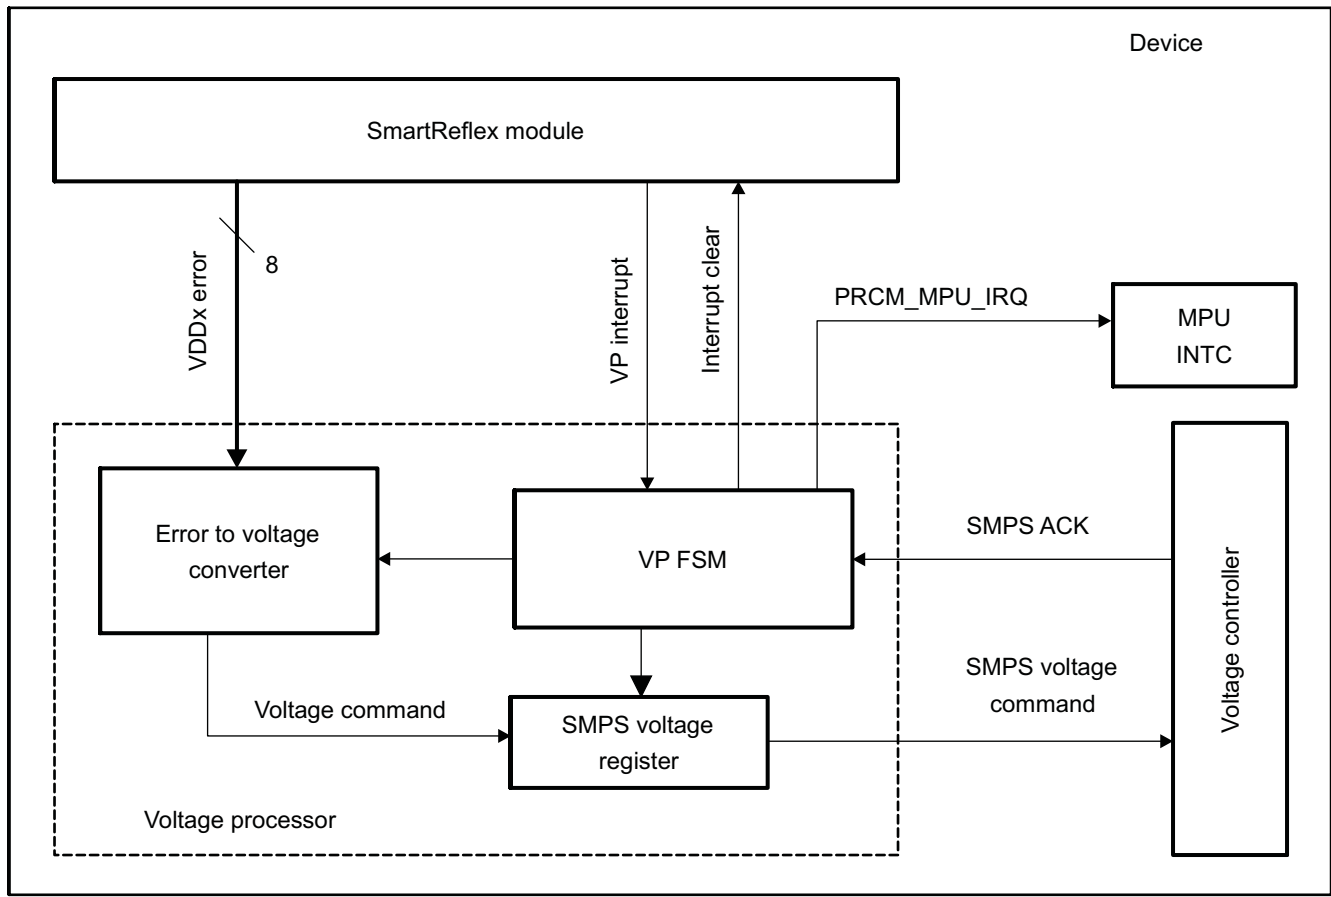 Device
SmartReflex module
8
VDDx error
VP interrupt
Interrupt clear
PRCM_MPU_IRQ
MPU
INTC
Error to voltage
converter
VP FSM
SMPS ACK
Voltage controller
SMPS voltage
command
Voltage command
SMPS voltage
register
Voltage processor